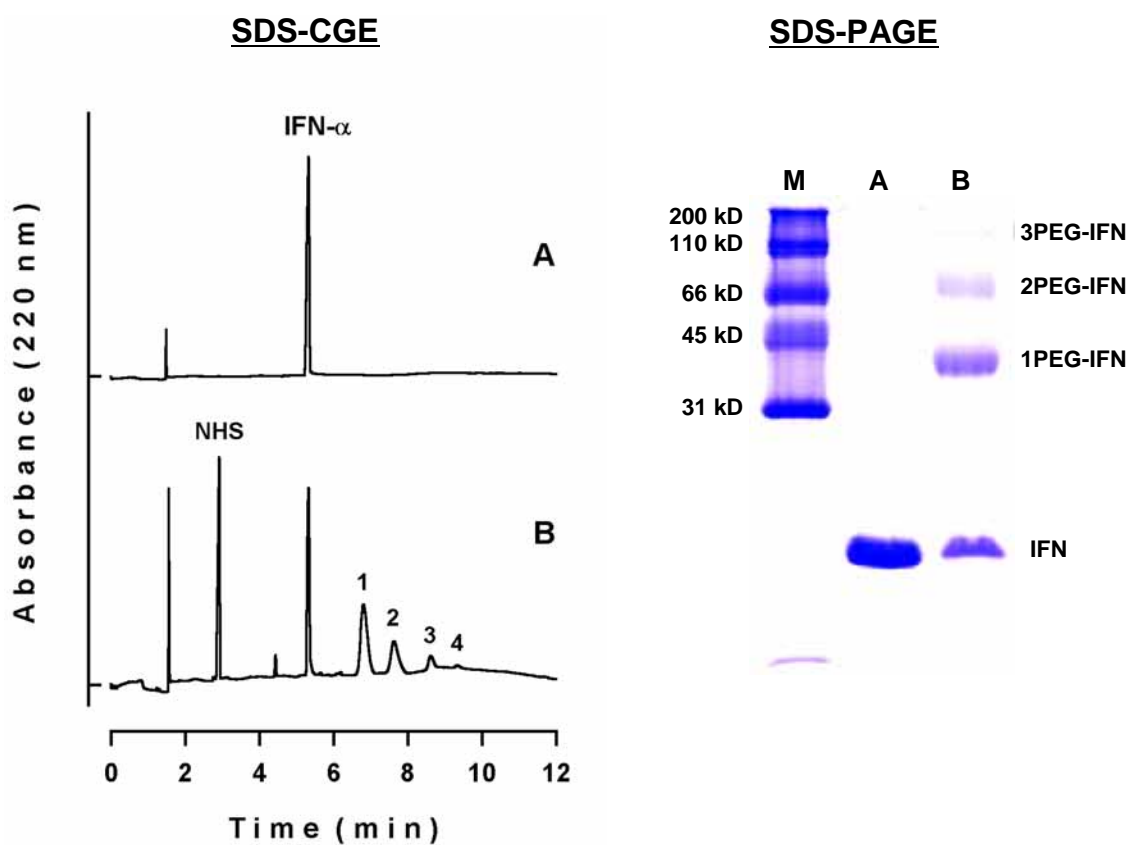 SDS-CGE
IFN-α
A
NHS
B
1
2
3
4
Absorbance (220 nm)
0 2 4 6 8 10 12
Time (min)
SDS-PAGE
M A B
200 kD
110 kD
66 kD
45 kD
31 kD
3PEG-IFN
2PEG-IFN
1PEG-IFN
IFN